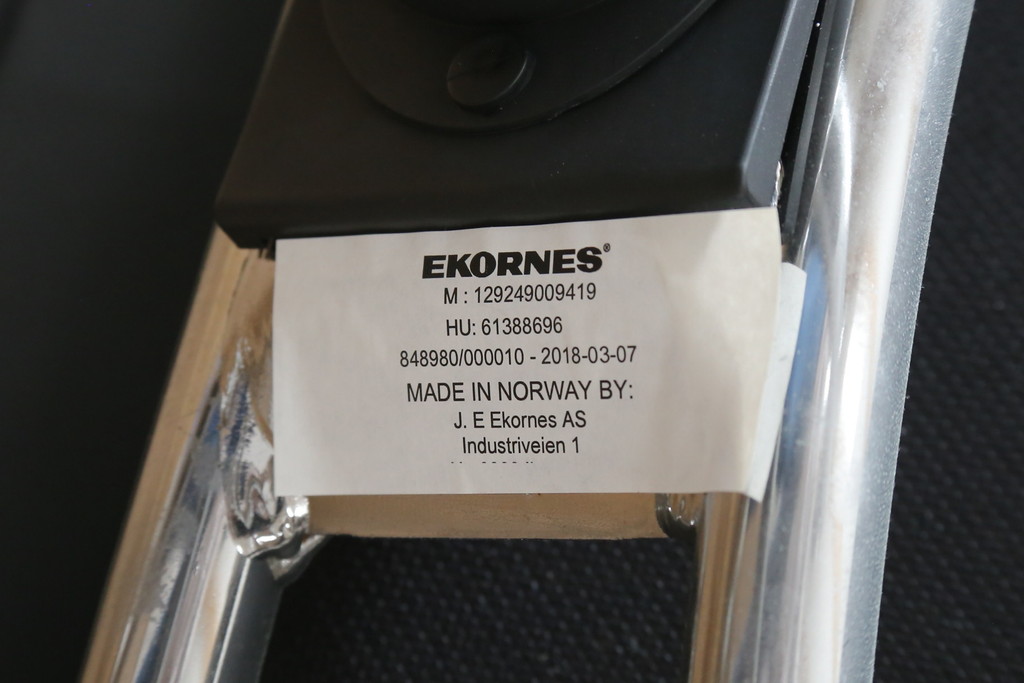 EKORNES®
M : 129249009419
HU: 61388696
848980/000010 - 2018-03-07
MADE IN NORWAY BY:
J. E Ekornes AS
Industriveien 1